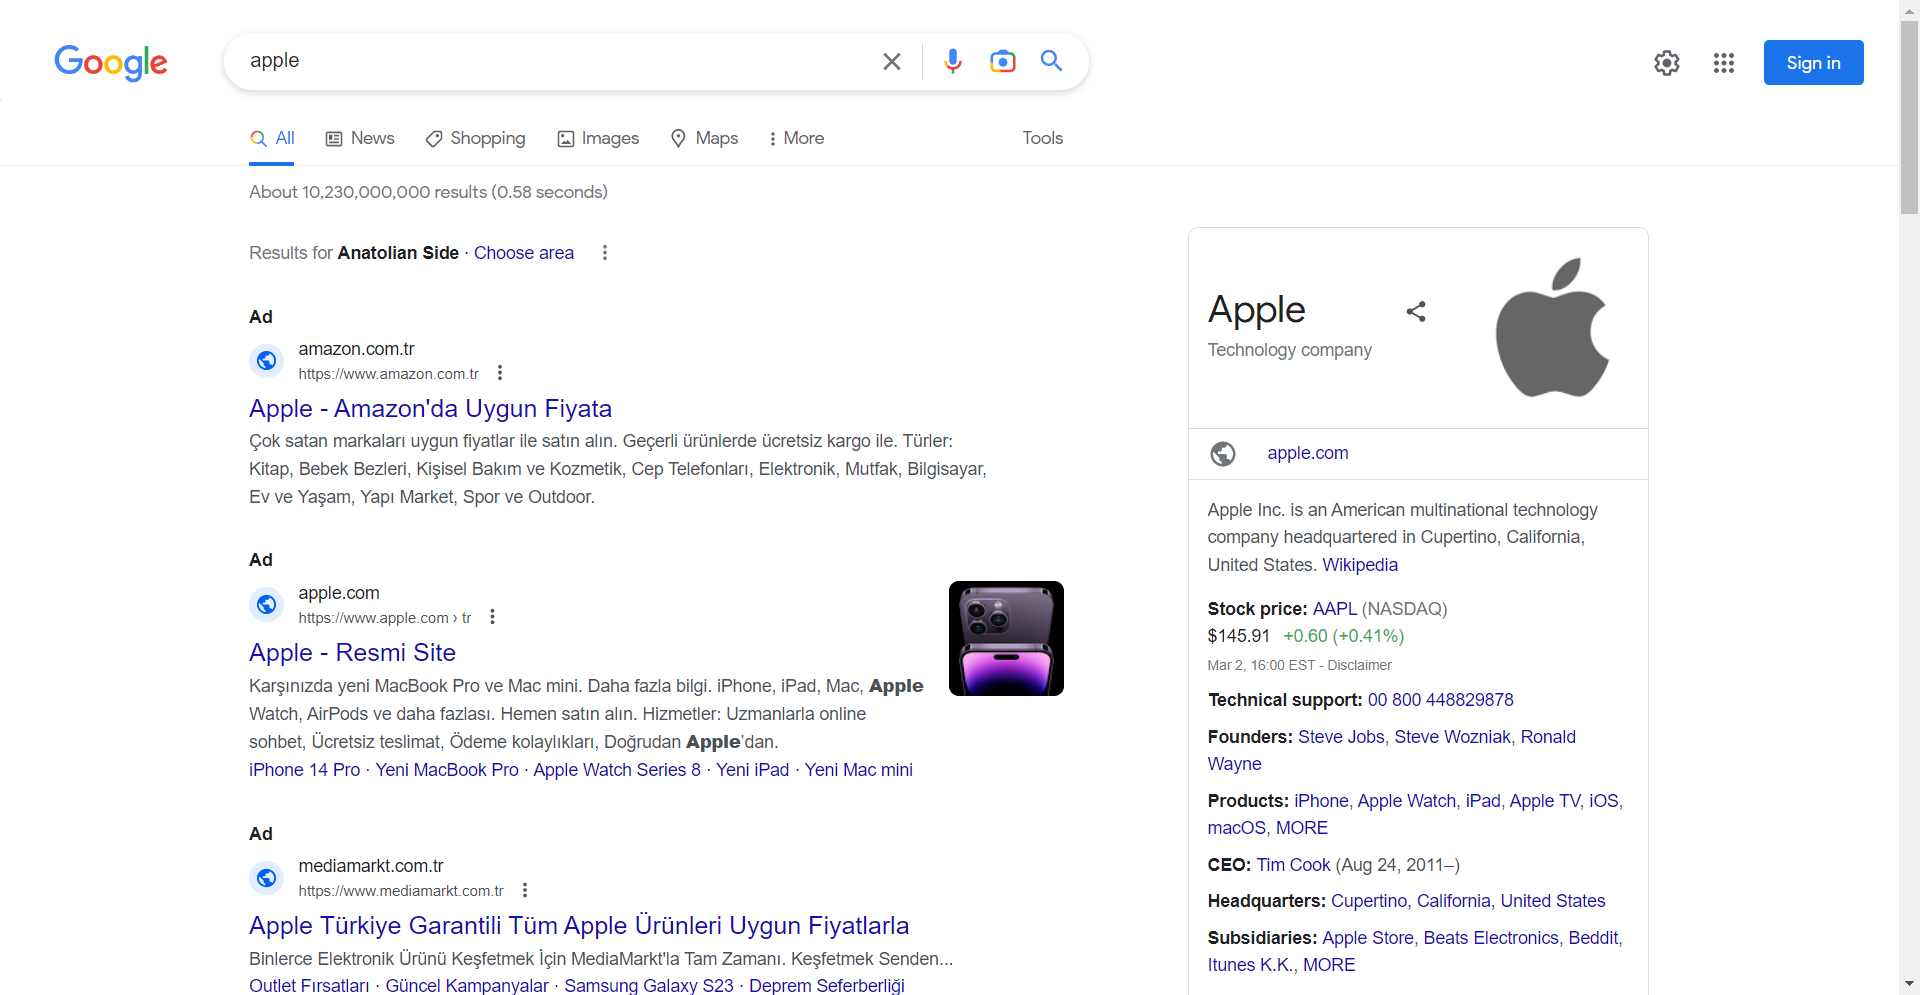 Google
apple
Sign in
All
News
Shopping
Images
Maps
More
Tools
About 10,230,000,000 results (0.58 seconds)
Results for Anatolian Side · Choose area
Ad
amazon.com.tr
https://www.amazon.com.tr
Apple - Amazon'da Uygun Fiyata
Çok satan markaları uygun fiyatlar ile satın alın. Geçerli ürünlerde ücretsiz kargo ile. Türler:
Kitap, Bebek Bezleri, Kişisel Bakım ve Kozmetik, Cep Telefonları, Elektronik, Mutfak, Bilgisayar,
Ev ve Yaşam, Yapı Market, Spor ve Outdoor.
Ad
apple.com
https://www.apple.com › tr
Apple - Resmi Site
Karşınızda yeni MacBook Pro ve Mac mini. Daha fazla bilgi. iPhone, iPad, Mac, Apple
Watch, AirPods ve daha fazlası. Hemen satın alın. Hizmetler: Uzmanlarla online
sohbet, Ücretsiz teslimat, Ödeme kolaylıkları, Doğrudan Apple'dan.
iPhone 14 Pro · Yeni MacBook Pro · Apple Watch Series 8 · Yeni iPad · Yeni Mac mini
Ad
mediamarkt.com.tr
https://www.mediamarkt.com.tr
Apple Türkiye Garantili Tüm Apple Ürünleri Uygun Fiyatlarla
Binlerce Elektronik Ürünü Keşfetmek İçin MediaMarkt'la Tam Zamanı. Keşfetmek Senden...
Outlet Fırsatları · Güncel Kampanyalar · Samsung Galaxy S23 · Deprem Seferberliği
Apple
Technology company
apple.com
Apple Inc. is an American multinational technology
company headquartered in Cupertino, California,
United States. Wikipedia
Stock price: AAPL (NASDAQ)
$145.91 +0.60 (+0.41%)
Mar 2, 16:00 EST - Disclaimer
Technical support: 00 800 448829878
Founders: Steve Jobs, Steve Wozniak, Ronald
Wayne
Products: iPhone, Apple Watch, iPad, Apple TV, iOS,
macOS, MORE
CEO: Tim Cook (Aug 24, 2011–)
Headquarters: Cupertino, California, United States
Subsidiaries: Apple Store, Beats Electronics, Beddit,
Itunes K.K., MORE